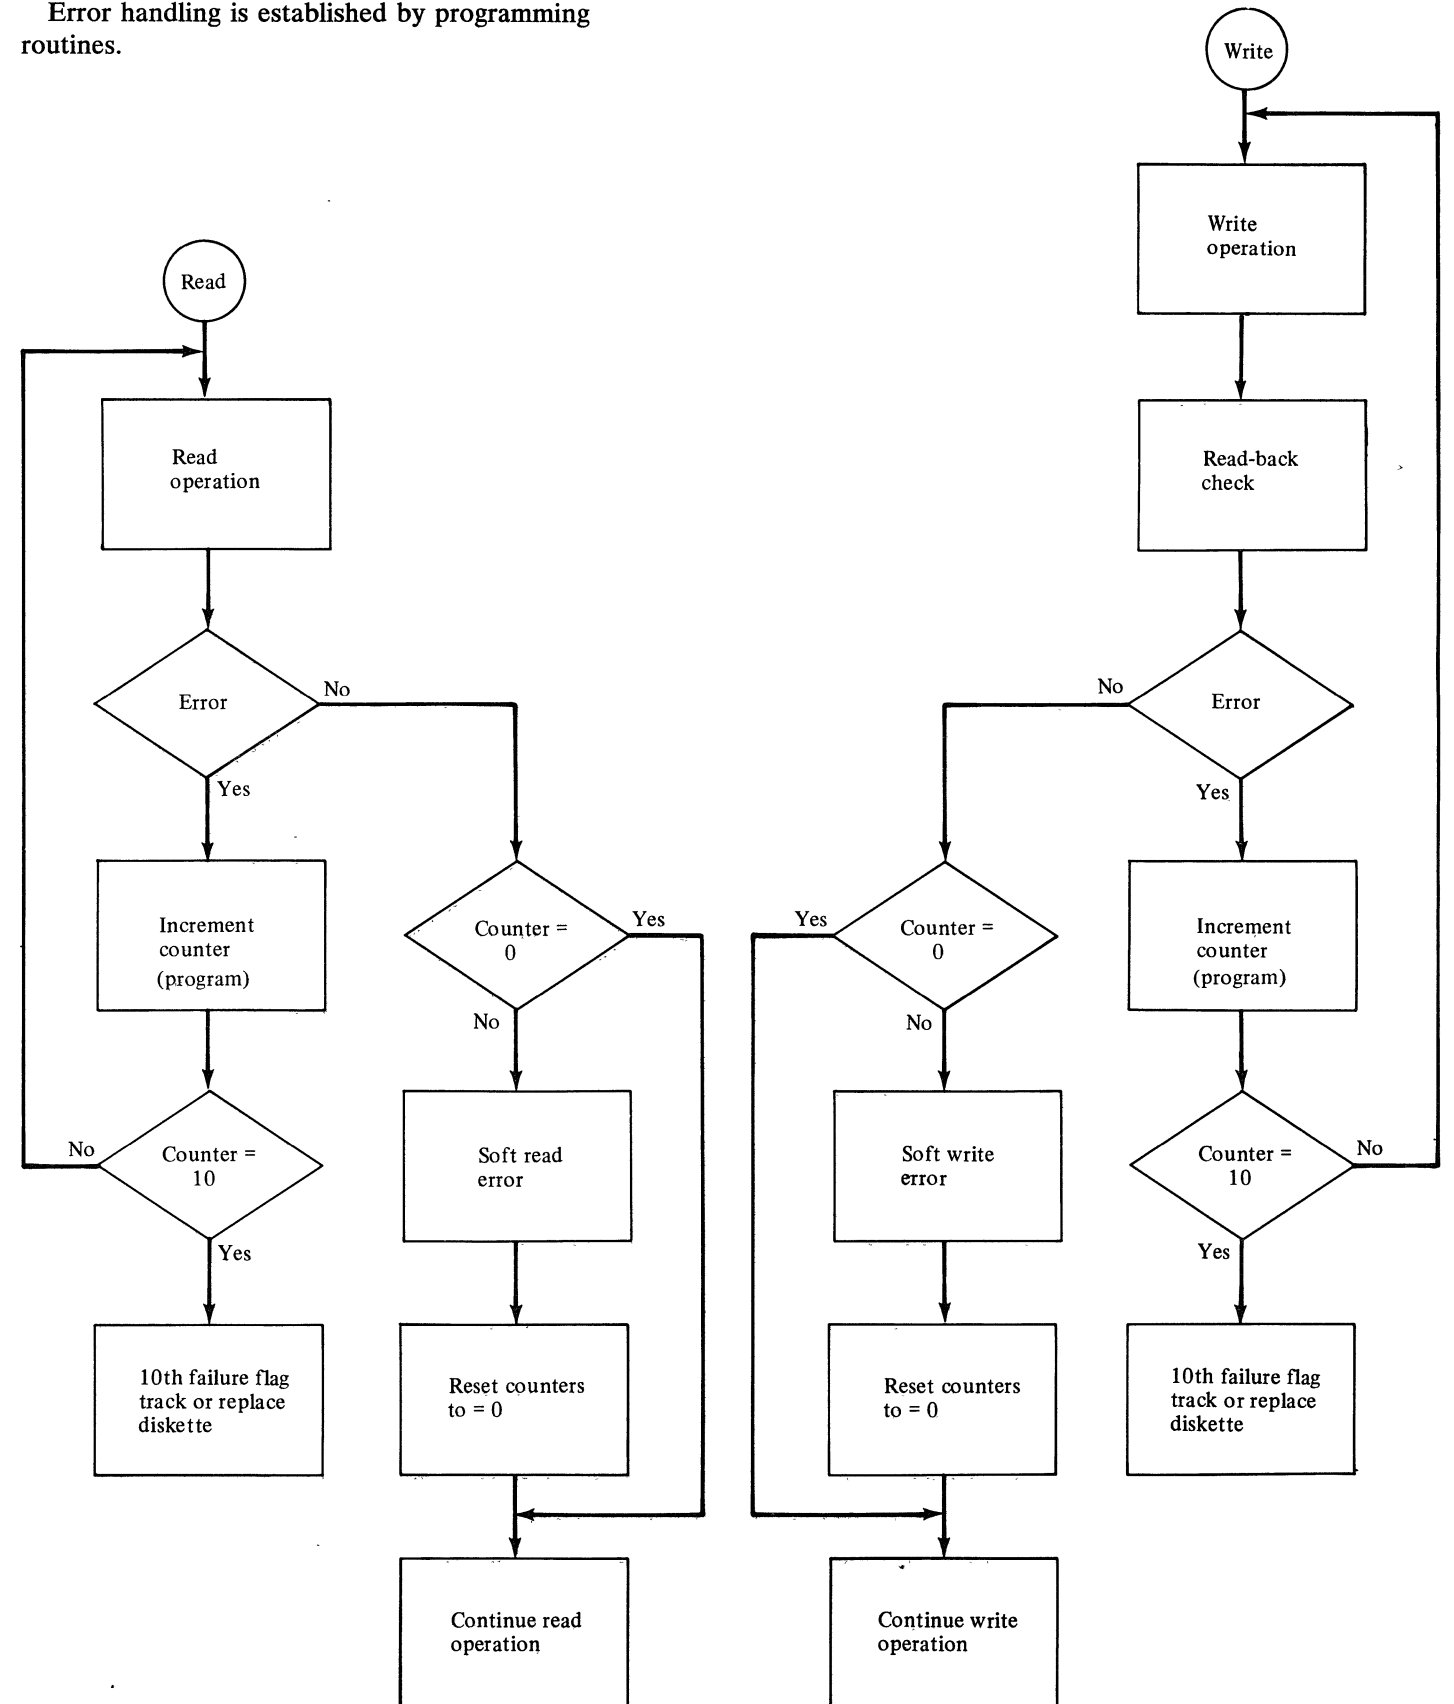 Error handling is established by programming
routines.
Read
Read
operation
Error
No
Yes
Increment
counter
(program)
Counter =
10
No
Yes
10th failure flag
track or replace
diskette
Counter =
0
Yes
No
Soft read
error
Reset counters
to = 0
Continue read
operation
Write
Write
operation
Read-back
check
Error
No
Yes
Increment
counter
(program)
Counter =
10
No
Yes
10th failure flag
track or replace
diskette
Counter =
0
Yes
No
Soft write
error
Reset counters
to = 0
Continue write
operation